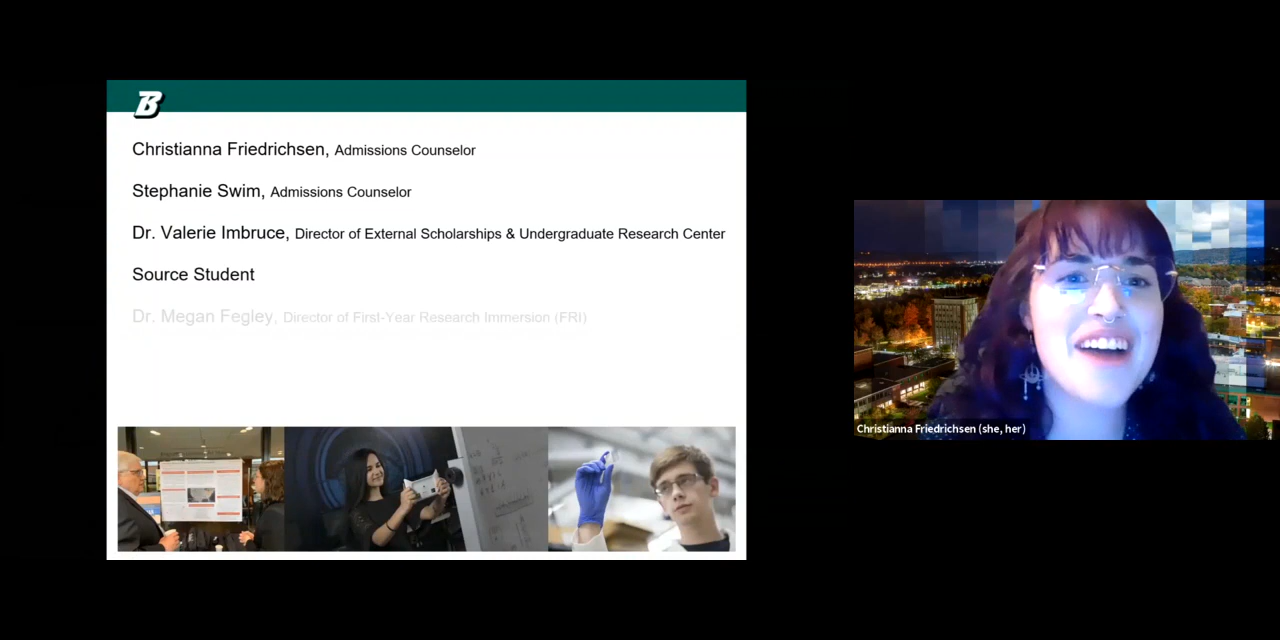 B
Christianna Friedrichsen, Admissions Counselor
Stephanie Swim, Admissions Counselor
Dr. Valerie Imbruce, Director of External Scholarships & Undergraduate Research Center
Source Student
Dr. Megan Fegley, Director of First-Year Research Immersion (FRI)
Christianna Friedrichsen (she, her)